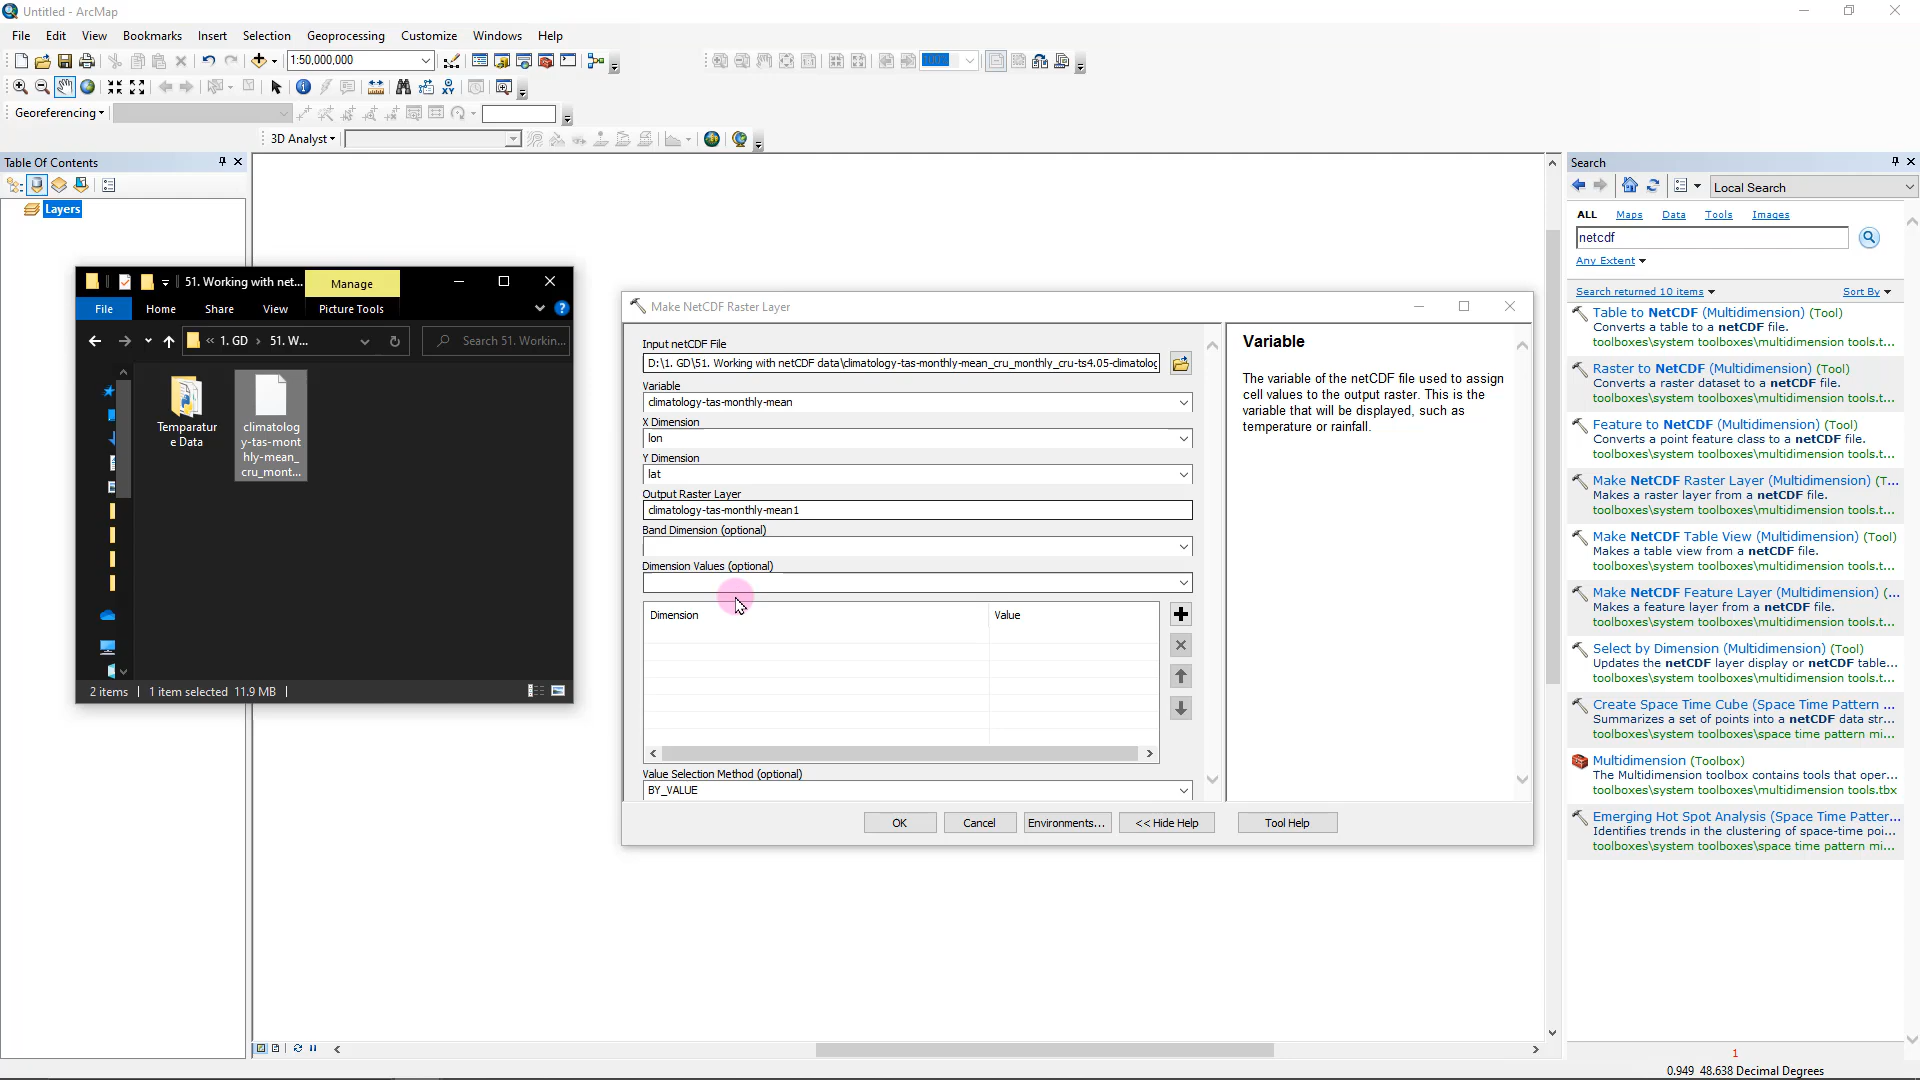 Untitled - ArcMap
File Edit View Bookmarks Insert Selection Geoprocessing Customize Windows Help
1:50,000,000
100%
Georeferencing
3D Analyst
Table Of Contents
Layers
51. Working with net...
Manage
File Home Share View Picture Tools
« 1. GD › 51. W...
Search 51. Workin...
Temparatur
e Data
climatolog
y-tas-mont
hly-mean_
cru_mont...
2 items 1 item selected 11.9 MB
Make NetCDF Raster Layer
Input netCDF File
D:\1. GD\51. Working with netCDF data\climatology-tas-monthly-mean_cru_monthly_cru-ts4.05-climatolog
Variable
climatology-tas-monthly-mean
X Dimension
lon
Y Dimension
lat
Output Raster Layer
climatology-tas-monthly-mean1
Band Dimension (optional)
Dimension Values (optional)
Dimension Value
Value Selection Method (optional)
BY_VALUE
OK Cancel Environments... << Hide Help Tool Help
Variable
The variable of the netCDF file used to assign
cell values to the output raster. This is the
variable that will be displayed, such as
temperature or rainfall.
Search
Local Search
ALL Maps Data Tools Images
netcdf
Any Extent
Search returned 10 items Sort By
Table to NetCDF (Multidimension) (Tool)
Converts a table to a netCDF file.
toolboxes\system toolboxes\multidimension tools.t...
Raster to NetCDF (Multidimension) (Tool)
Converts a raster dataset to a netCDF file.
toolboxes\system toolboxes\multidimension tools.t...
Feature to NetCDF (Multidimension) (Tool)
Converts a point feature class to a netCDF file.
toolboxes\system toolboxes\multidimension tools.t...
Make NetCDF Raster Layer (Multidimension) (T...
Makes a raster layer from a netCDF file.
toolboxes\system toolboxes\multidimension tools.t...
Make NetCDF Table View (Multidimension) (Tool)
Makes a table view from a netCDF file.
toolboxes\system toolboxes\multidimension tools.t...
Make NetCDF Feature Layer (Multidimension) (...
Makes a feature layer from a netCDF file.
toolboxes\system toolboxes\multidimension tools.t...
Select by Dimension (Multidimension) (Tool)
Updates the netCDF layer display or netCDF table...
toolboxes\system toolboxes\multidimension tools.t...
Create Space Time Cube (Space Time Pattern ...
Summarizes a set of points into a netCDF data str...
toolboxes\system toolboxes\space time pattern mi...
Multidimension (Toolbox)
The Multidimension toolbox contains tools that oper...
toolboxes\system toolboxes\multidimension tools.tbx
Emerging Hot Spot Analysis (Space Time Patter...
Identifies trends in the clustering of space-time poi...
toolboxes\system toolboxes\space time pattern mi...
1
0.949 48.638 Decimal Degrees